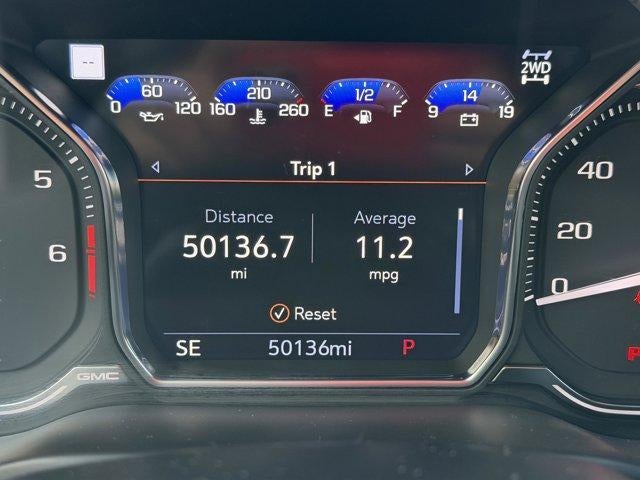 --
2WD
60
0 120
210
160 260
1/2
E F
14
9 19
Trip 1
5
6
Distance
50136.7
mi
Average
11.2
mpg
Reset
SE 50136mi P
GMC
40
20
0